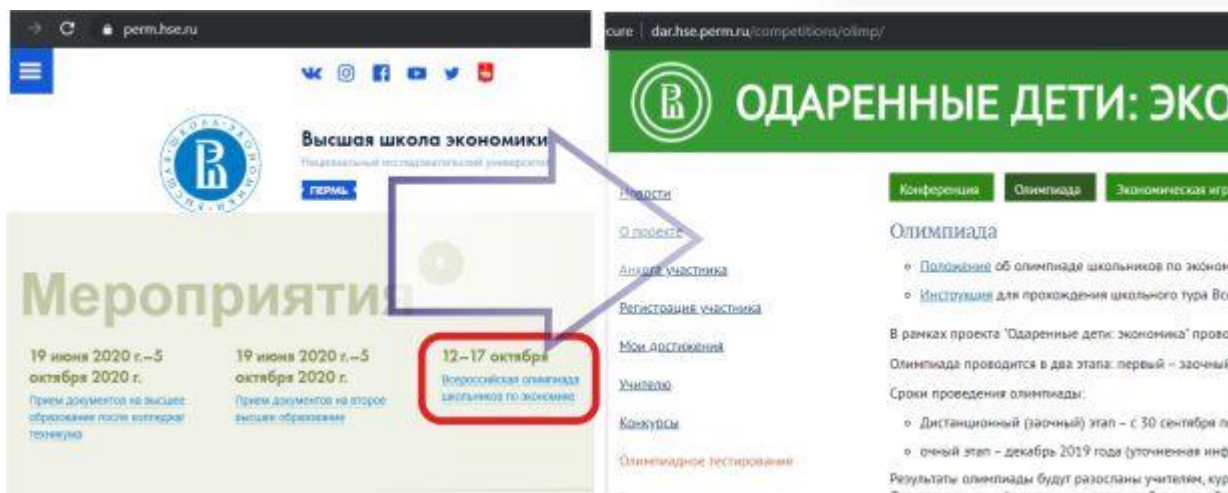 perm.hse.ru
Высшая школа экономики
Национальный исследовательский университет
ПЕРМЬ
Мероприятия
19 июня 2020 г.–5
октября 2020 г.
Прием документов на высшее
образование после колледжа/
техникума
19 июня 2020 г.–5
октября 2020 г.
Прием документов на второе
высшее образование
12–17 октября
Всероссийская олимпиада
школьников по экономике
cure | dar.hse.perm.ru/competitions/olimp/
ОДАРЕННЫЕ ДЕТИ: ЭКО
Новости
О проекте
Анкета участника
Регистрация участника
Мои достижения
Учителю
Конкурсы
Олимпиадное тестирование
Конференция
Олимпиада
Экономическая игр
Олимпиада
Положение об олимпиаде школьников по эконом
Инструкция для прохождения школьного тура Все
В рамках проекта "Одаренные дети: экономика" прово
Олимпиада проводится в два этапа: первый – заочный
Сроки проведения олимпиады:
Дистанционный (заочный) этап – с 30 сентября п
очный этап – декабрь 2019 года (уточненная инф
Результаты олимпиады будут разосланы учителям, кур